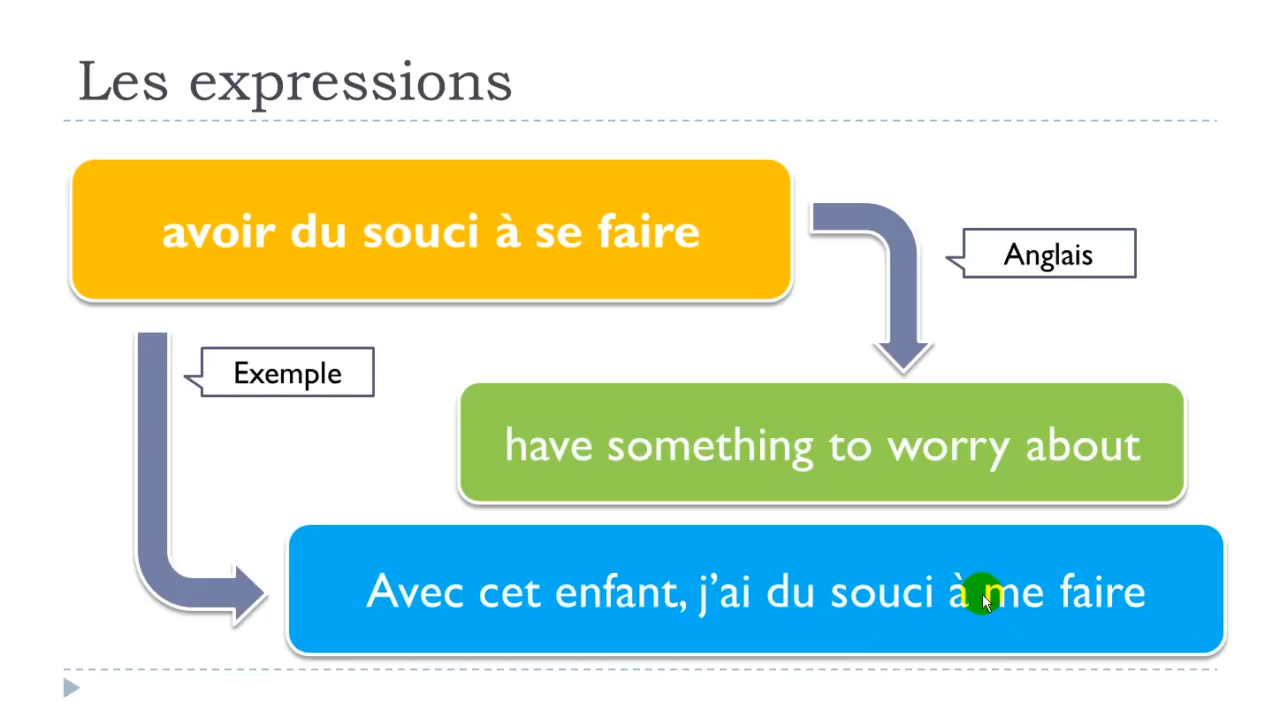 Les expressions
avoir du souci à se faire
Anglais
Exemple
have something to worry about
Avec cet enfant, j’ai du souci à me faire